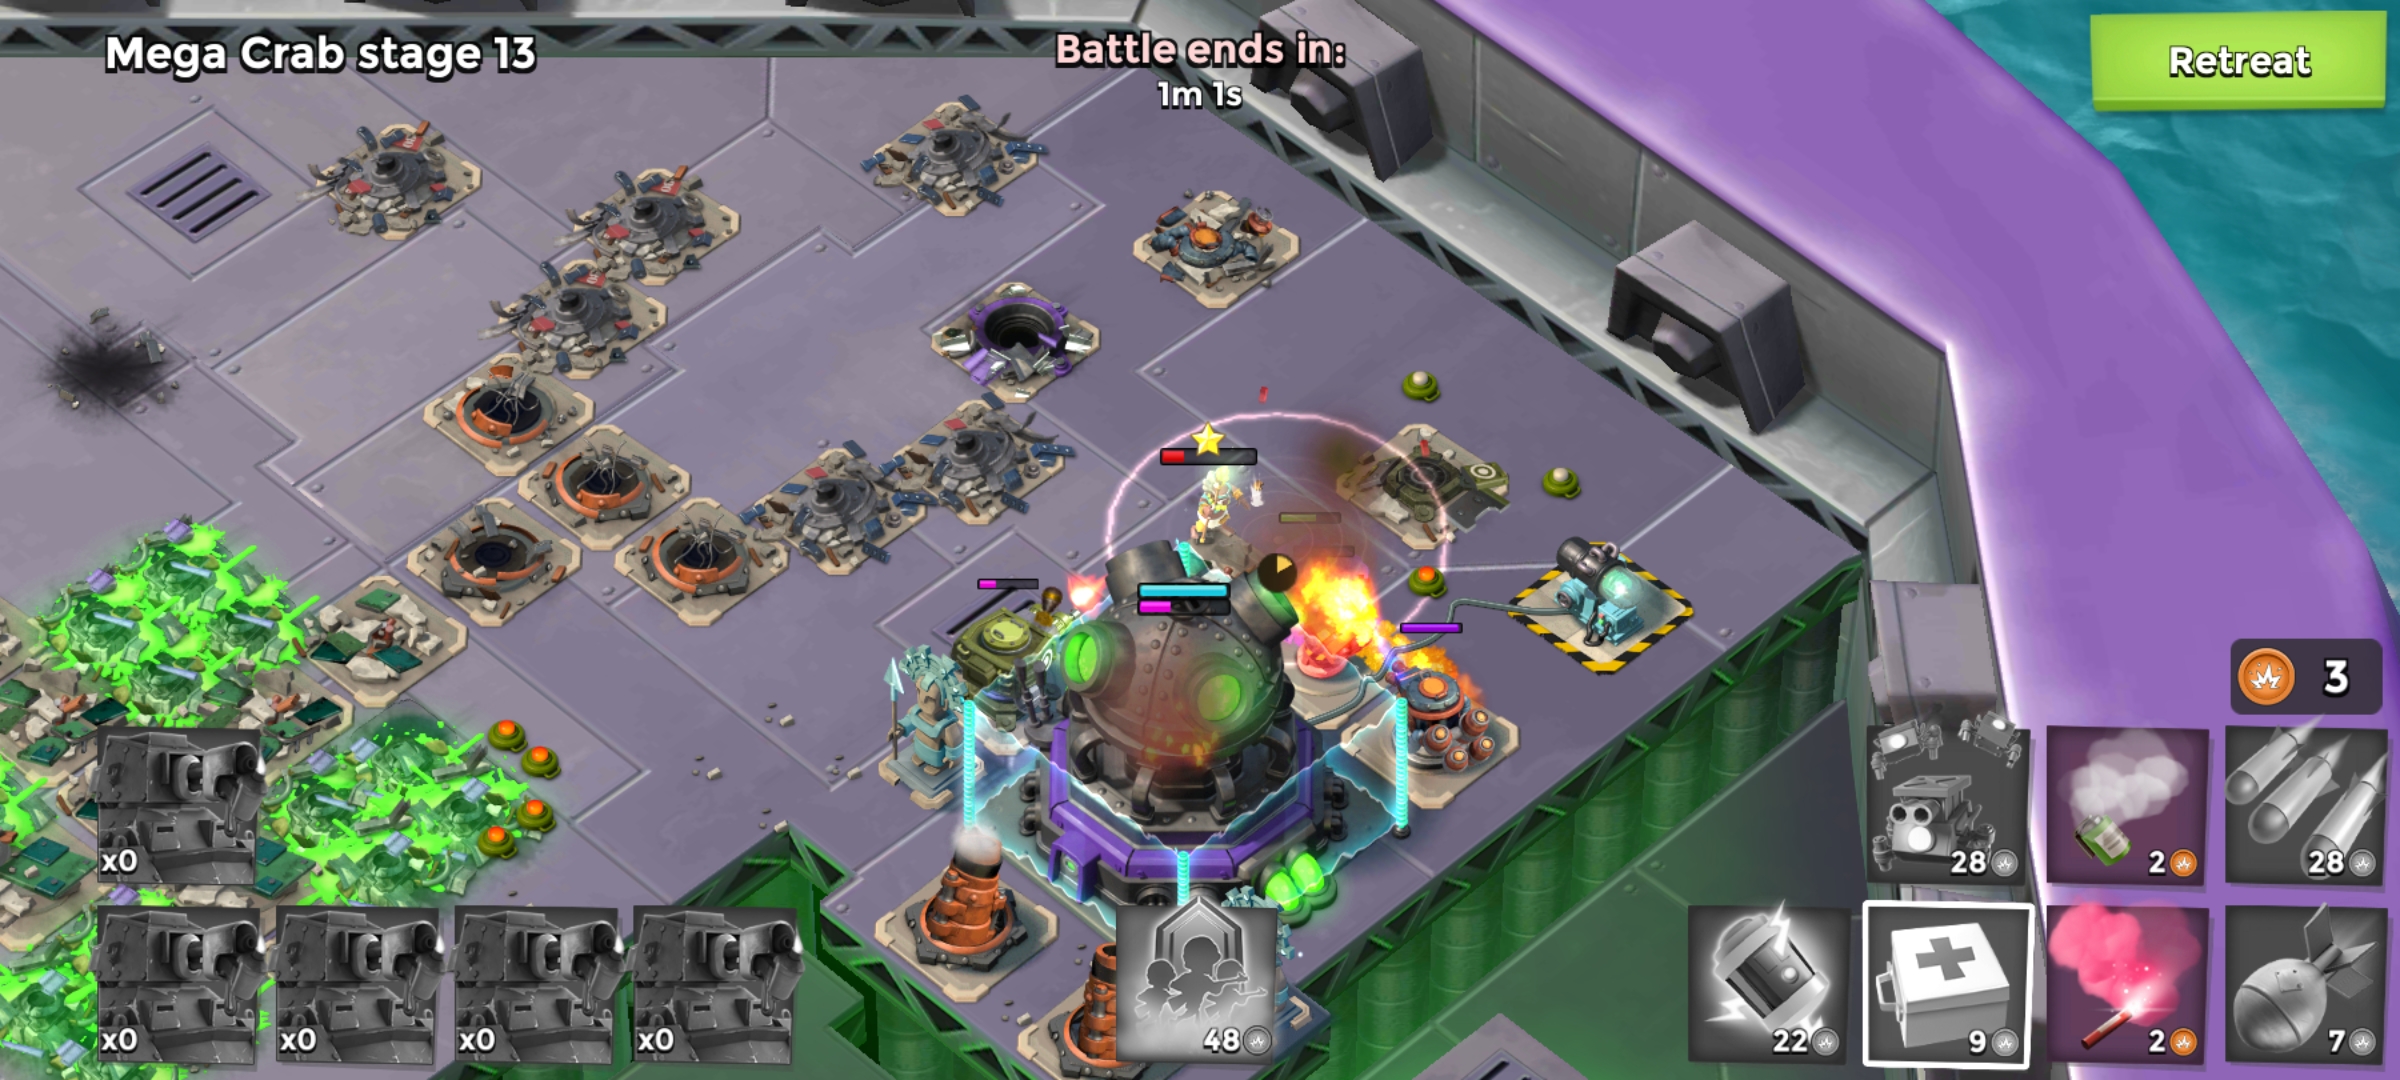 Mega Crab stage 13
Battle ends in:
1m 1s
Retreat
3
28
2
28
x0
x0
x0
x0
x0
48
22
9
2
7